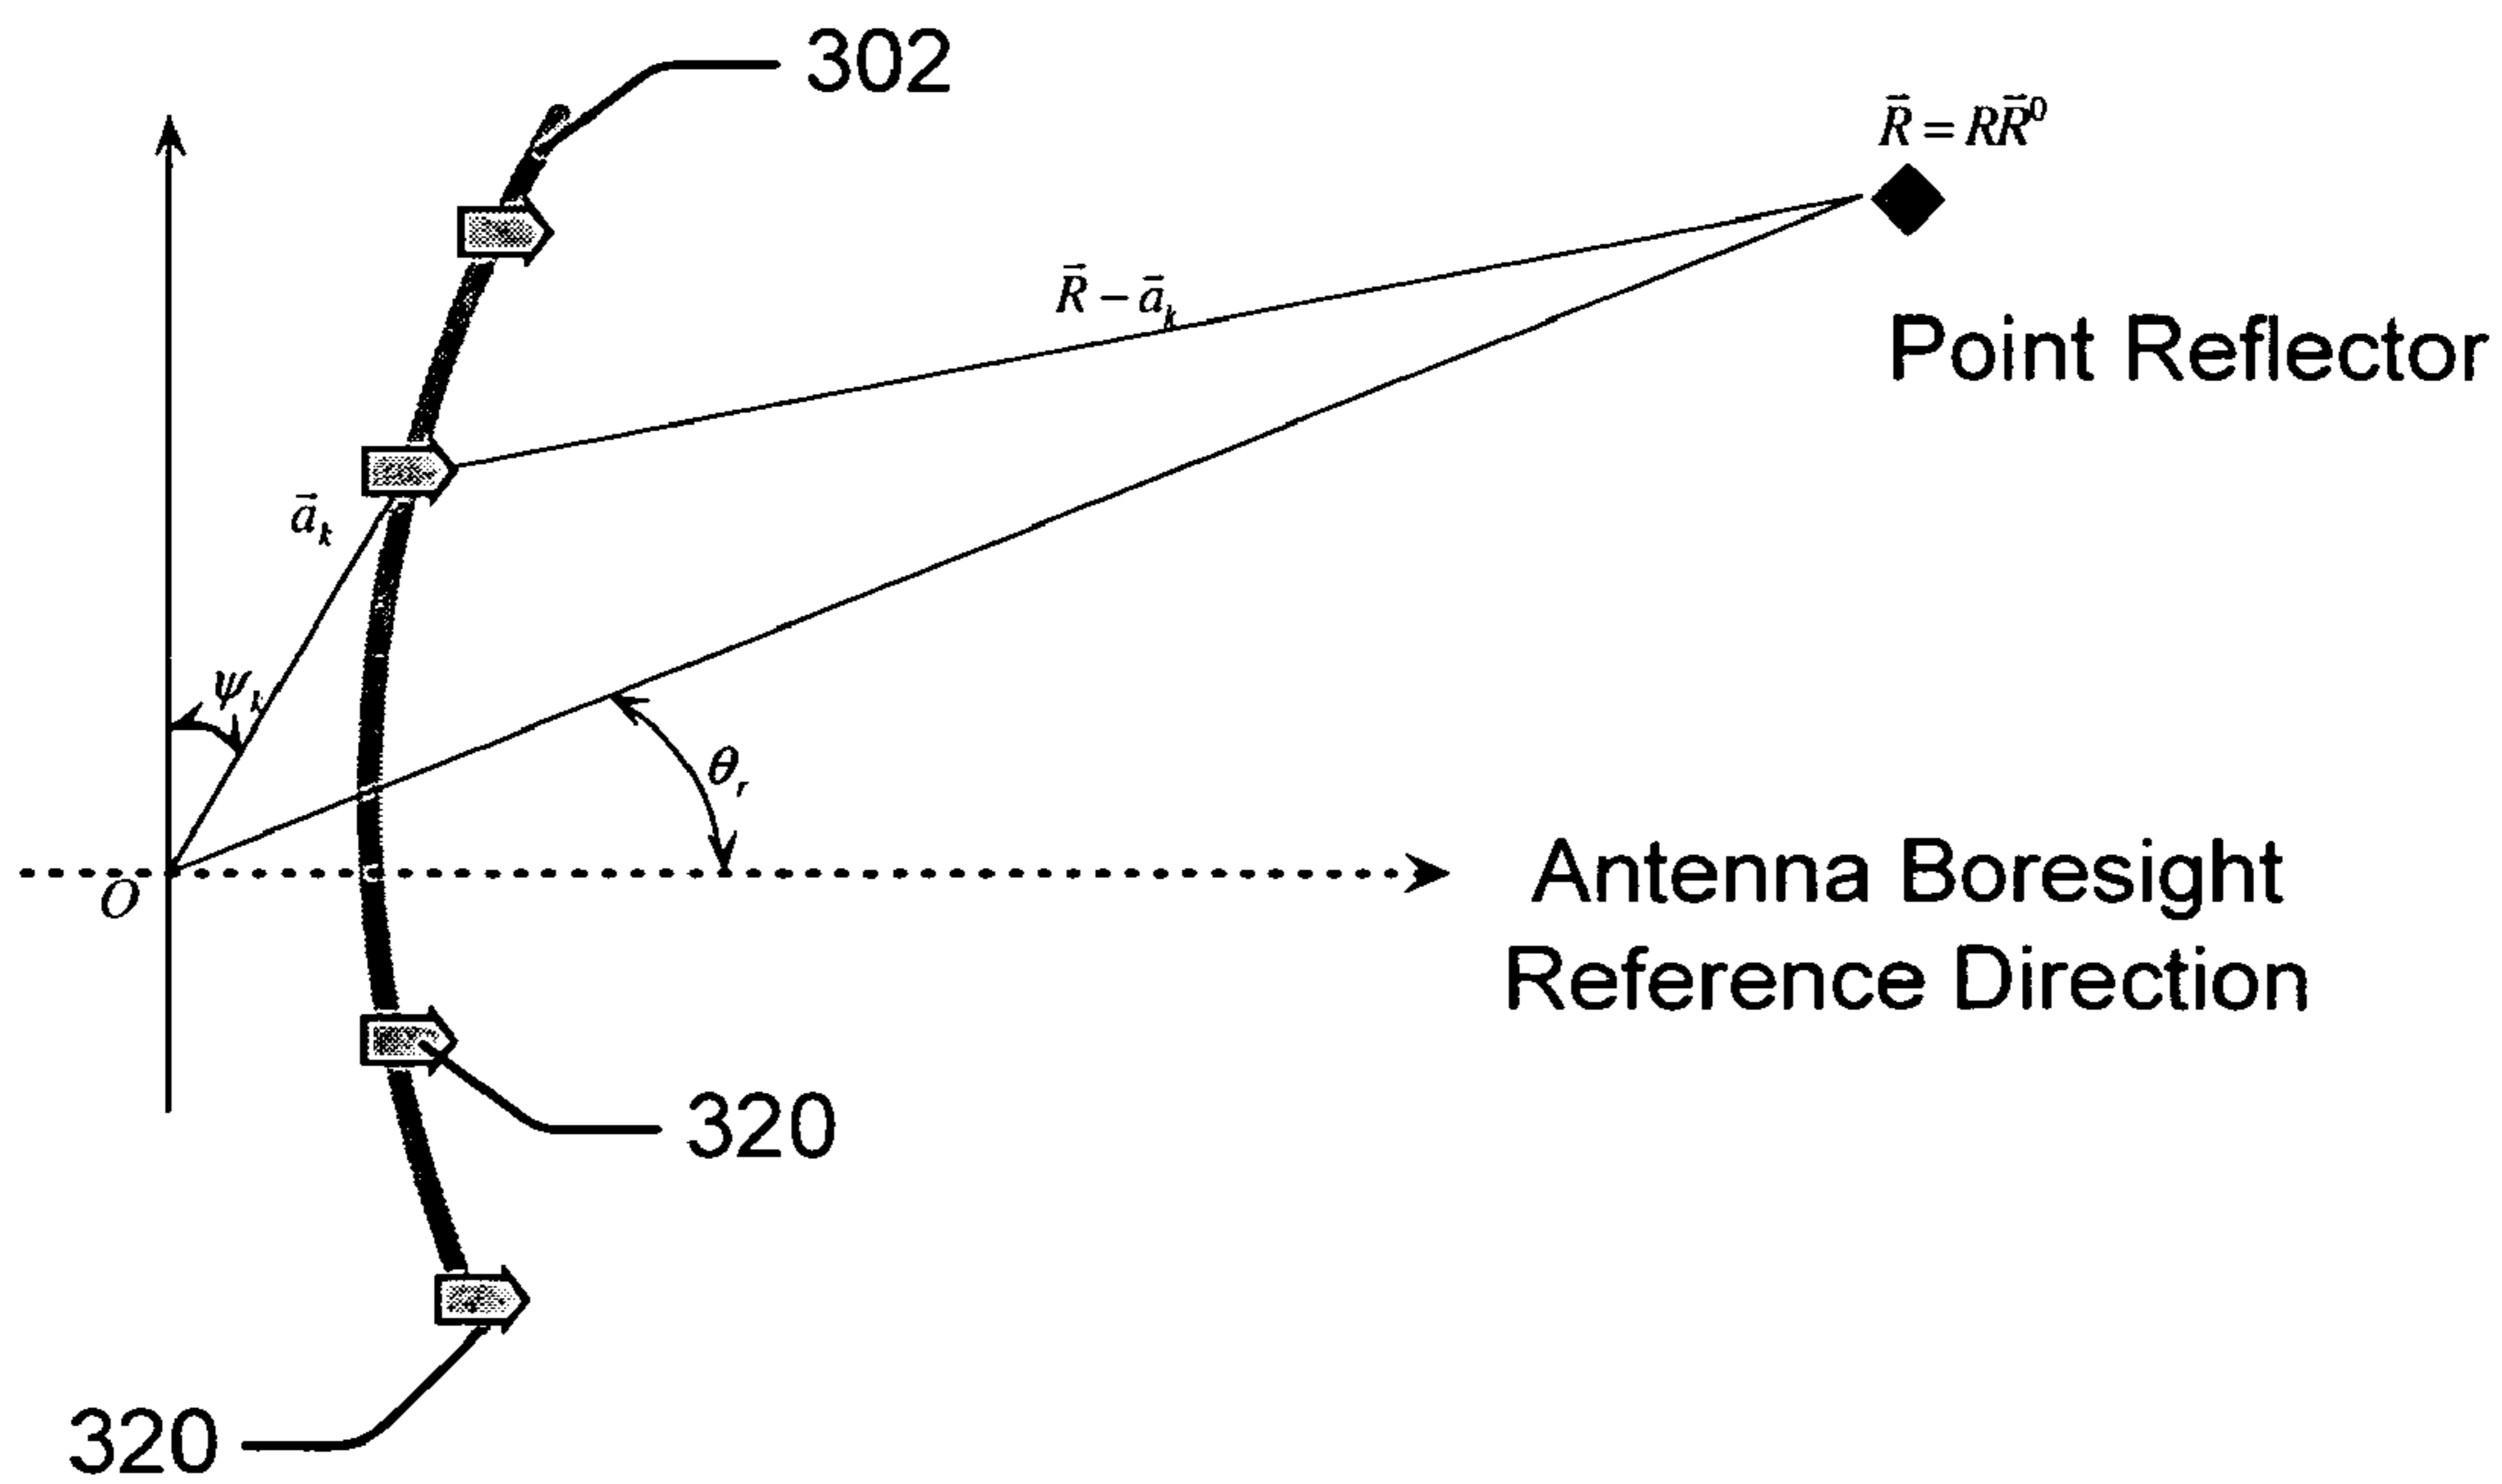 302
R⃗ = RR⃗⁰
R⃗ − a⃗ₖ
Point Reflector
a⃗ₖ
ψₖ
θᵣ
O
Antenna Boresight
Reference Direction
320
320